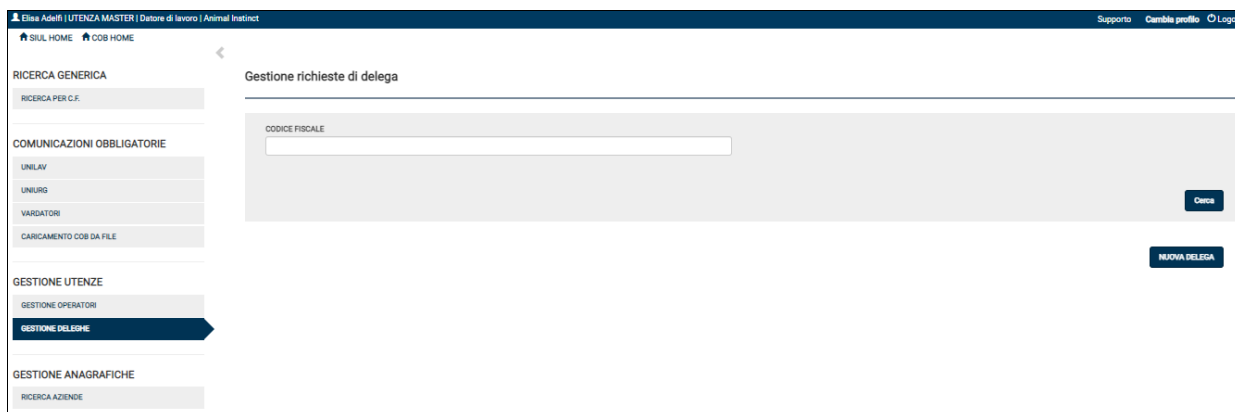 Elisa Adelfi | UTENZA MASTER | Datore di lavoro | Animal Instinct
Supporto Cambia profilo Logo
SIUL HOME COB HOME
RICERCA GENERICA
RICERCA PER C.F.
COMUNICAZIONI OBBLIGATORIE
UNILAV
UNIURG
VARDATORI
CARICAMENTO COB DA FILE
GESTIONE UTENZE
GESTIONE OPERATORI
GESTIONE DELEGHE
GESTIONE ANAGRAFICHE
RICERCA AZIENDE
Gestione richieste di delega
CODICE FISCALE
Cerca
NUOVA DELEGA